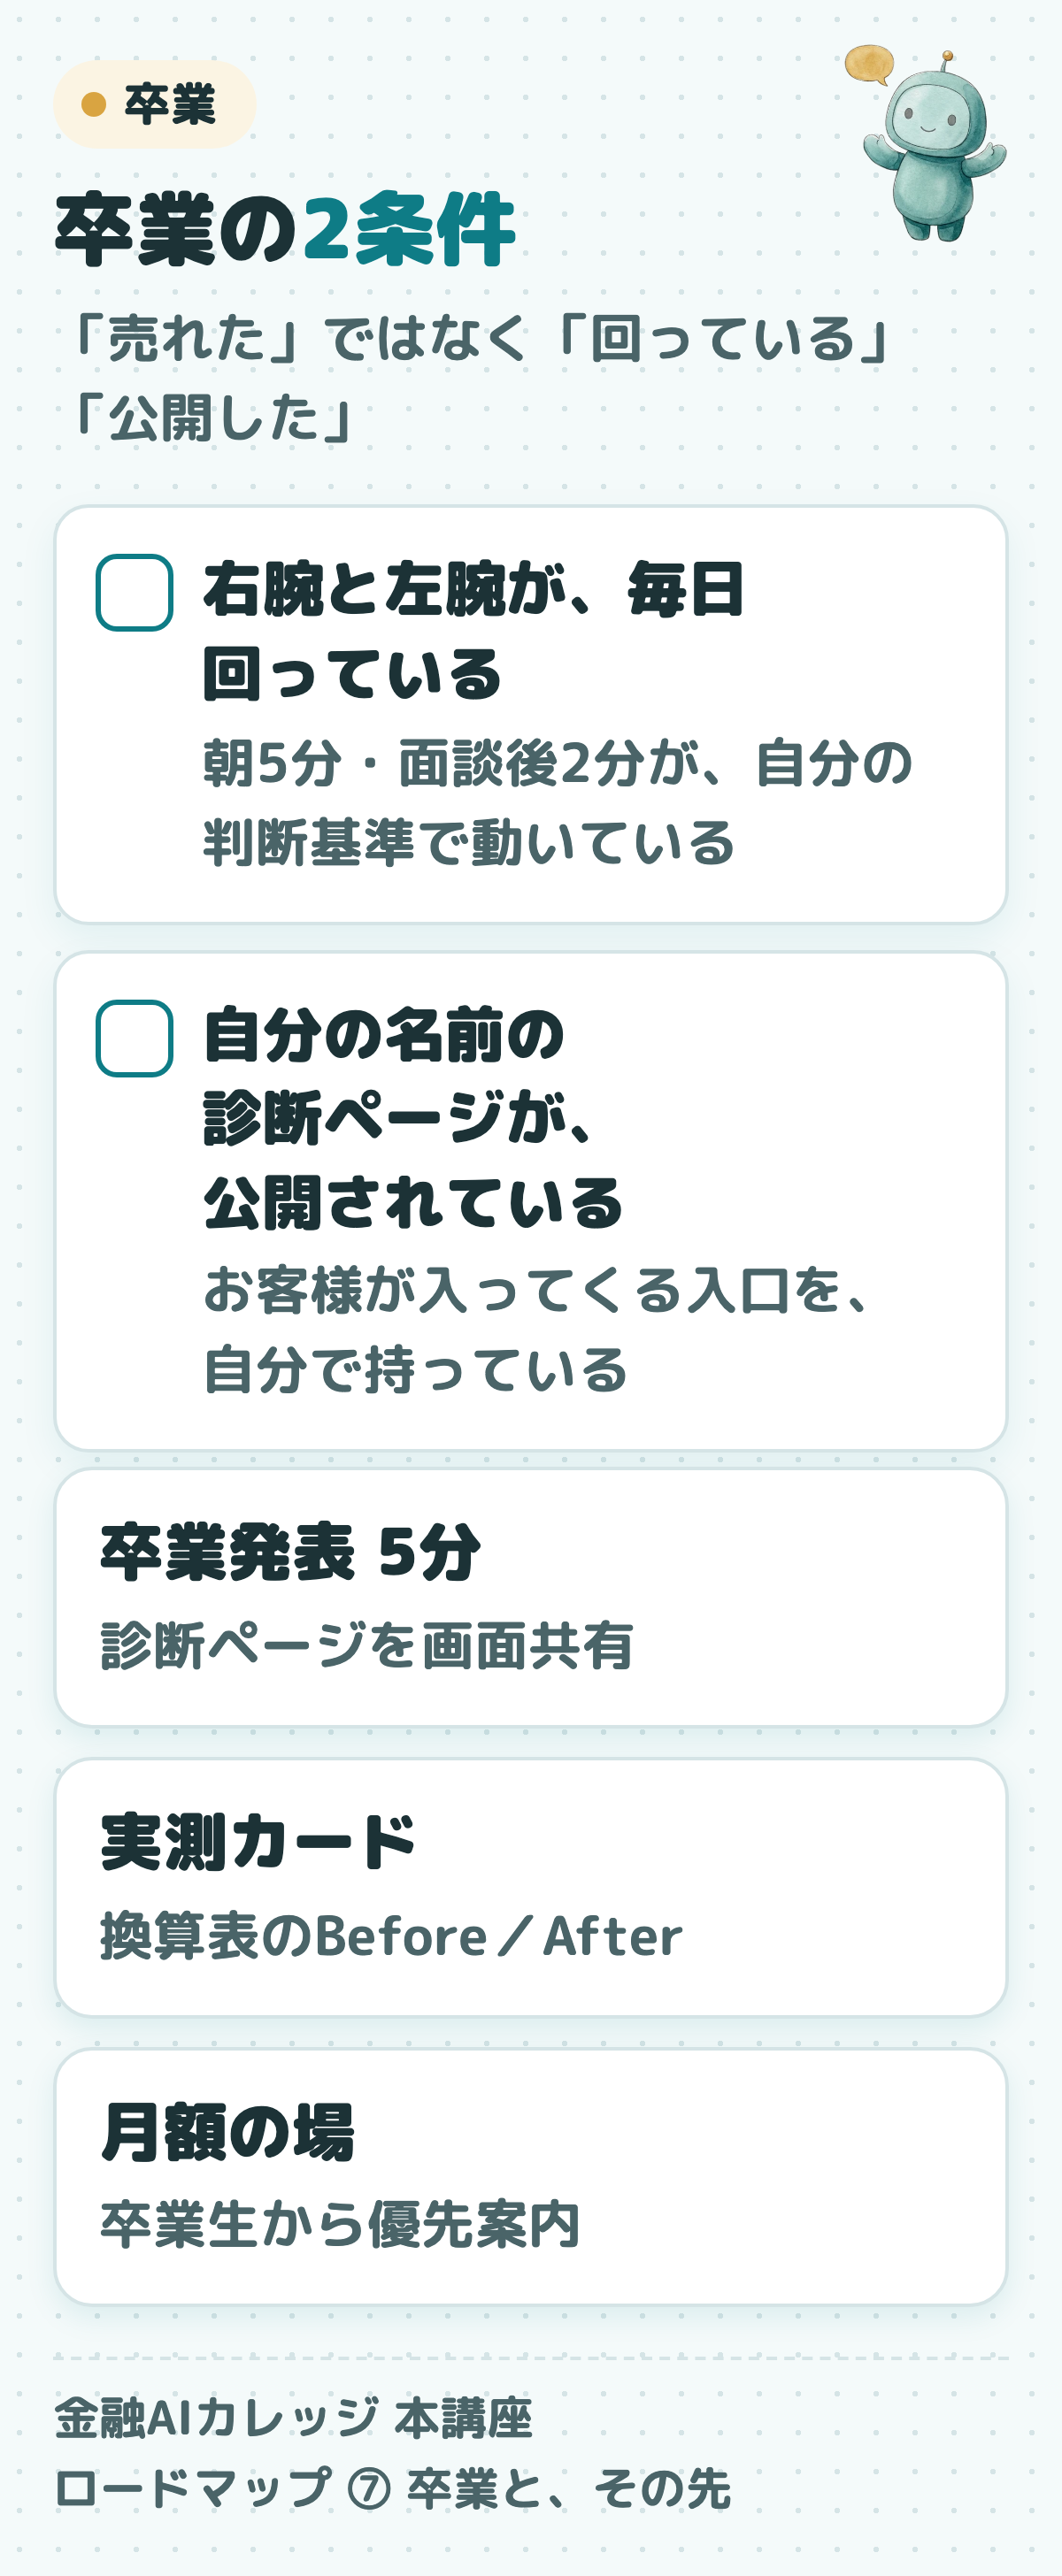 卒業
卒業の2条件
「売れた」ではなく「回っている」
「公開した」
右腕と左腕が、毎日
回っている
朝5分・面談後2分が、自分の
判断基準で動いている
自分の名前の
診断ページが、
公開されている
お客様が入ってくる入口を、
自分で持っている
卒業発表 5分
診断ページを画面共有
実測カード
換算表のBefore／After
月額の場
卒業生から優先案内
金融AIカレッジ 本講座
ロードマップ ⑦ 卒業と、その先